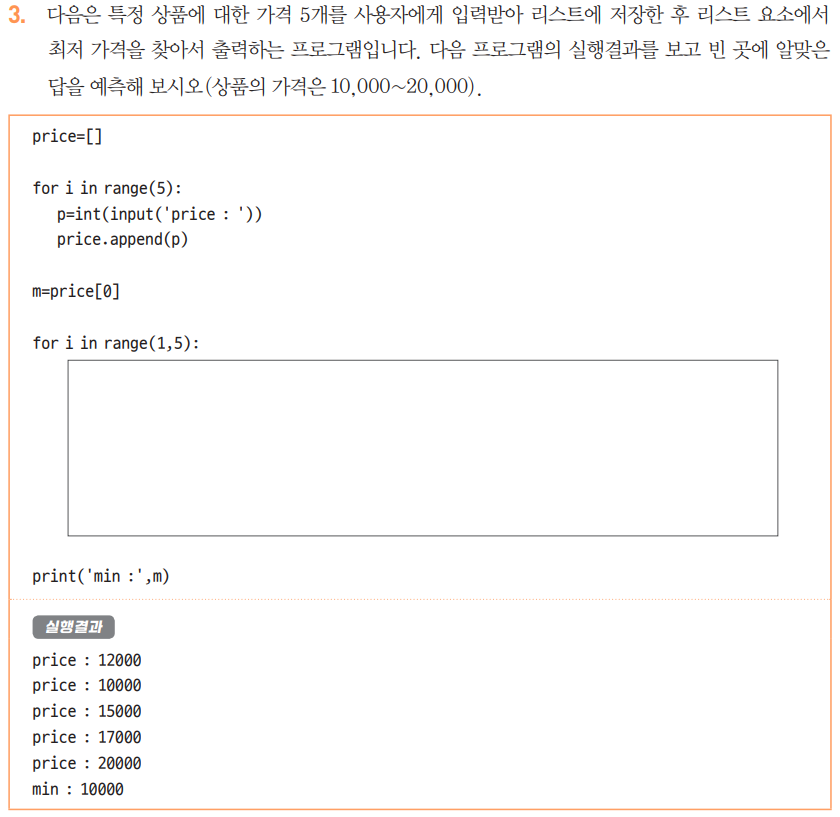 3. 다음은 특정 상품에 대한 가격 5개를 사용자에게 입력받아 리스트에 저장한 후 리스트 요소에서
최저 가격을 찾아서 출력하는 프로그램입니다. 다음 프로그램의 실행결과를 보고 빈 곳에 알맞은
답을 예측해 보시오(상품의 가격은 10,000~20,000).
price=[]
for i in range(5):
p=int(input('price : '))
price.append(p)
m=price[0]
for i in range(1,5):
print('min :',m)
실행결과
price : 12000
price : 10000
price : 15000
price : 17000
price : 20000
min : 10000